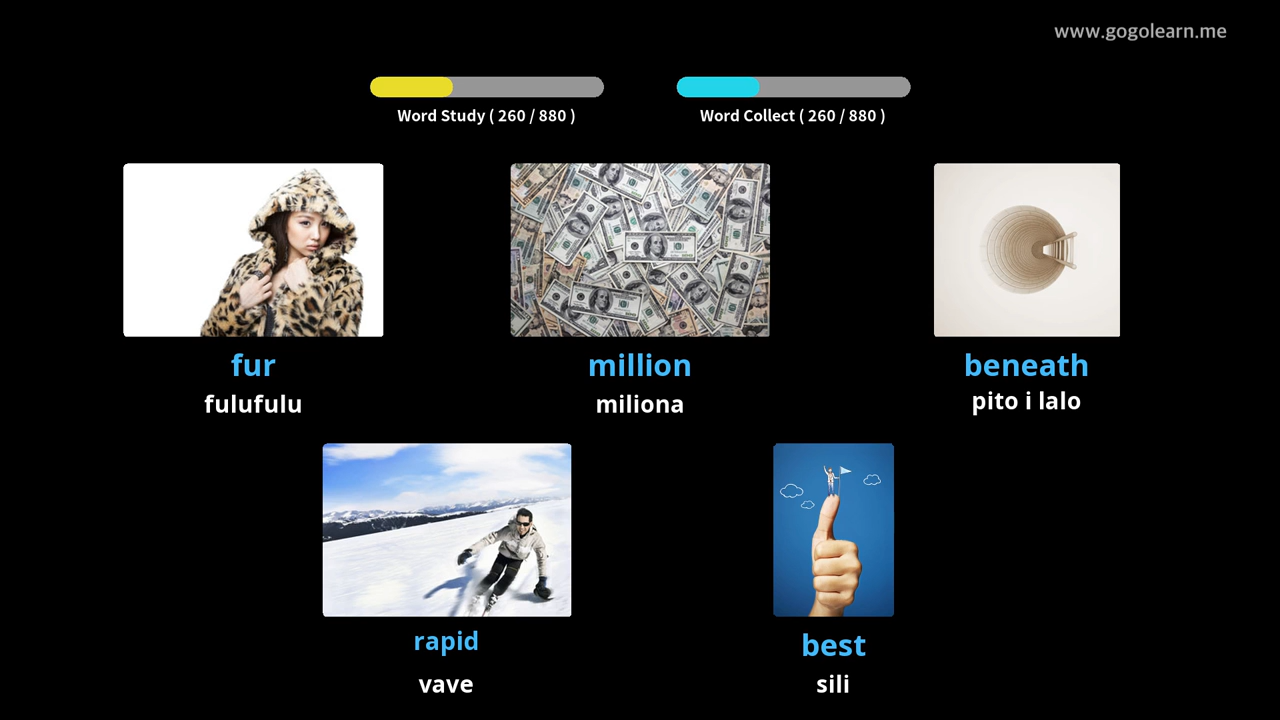 www.gogolearn.me
Word Study ( 260 / 880 )
Word Collect ( 260 / 880 )
fur
fulufulu
million
miliona
beneath
pito i lalo
rapid
vave
best
sili